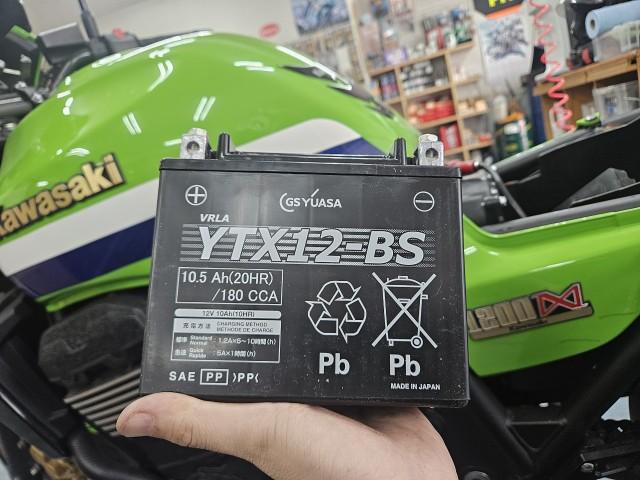 Kawasaki
⊕
GS YUASA
⊖
VRLA
YTX12-BS
10.5 Ah(20HR)
/180 CCA
12V 10Ah(10HR)
充電方法 CHARGING METHOD
METHODE DE CHARGE
標準 Standard Normal : 1.2A×5~10時間(h)
急速 Quick Rapide : 5A×1時間(h)
SAE PP >PP<
Pb
Pb
MADE IN JAPAN
1200